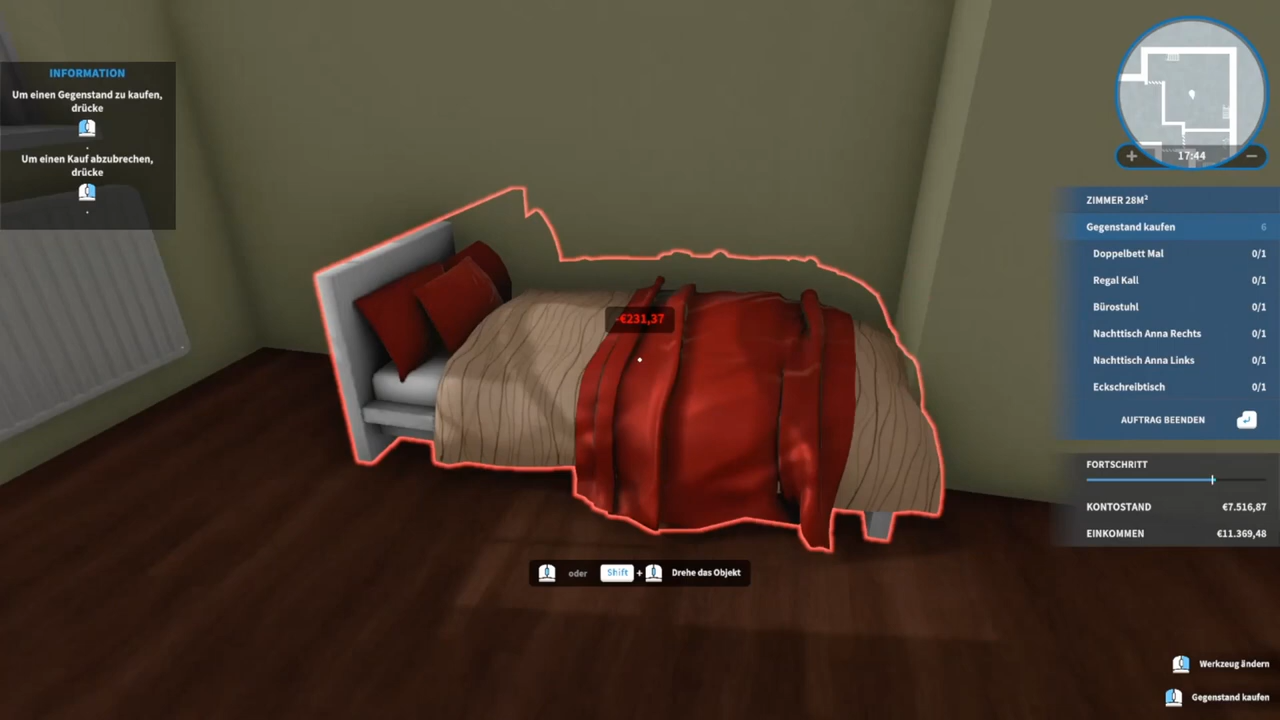 INFORMATION
Um einen Gegenstand zu kaufen,
drücke
.
Um einen Kauf abzubrechen,
drücke
.
17:44
ZIMMER 28M²
Gegenstand kaufen 6
Doppelbett Mal 0/1
Regal Kall 0/1
Bürostuhl 0/1
Nachttisch Anna Rechts 0/1
Nachttisch Anna Links 0/1
Eckschreibtisch 0/1
AUFTRAG BEENDEN
FORTSCHRITT
KONTOSTAND €7.516,87
EINKOMMEN €11.369,48
-€231,37
oder Shift + Drehe das Objekt
Werkzeug ändern
Gegenstand kaufen